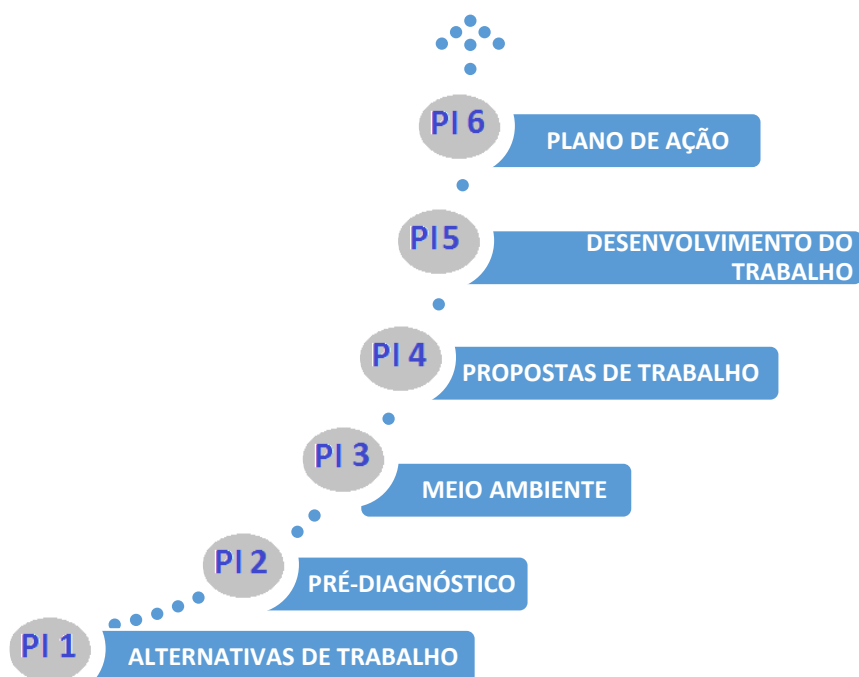 PI 6
PLANO DE AÇÃO
PI5
DESENVOLVIMENTO DO
TRABALHO
PI 4
PROPOSTAS DE TRABALHO
PI 3
MEIO AMBIENTE
PI 2
PRÉ-DIAGNÓSTICO
PI 1
ALTERNATIVAS DE TRABALHO